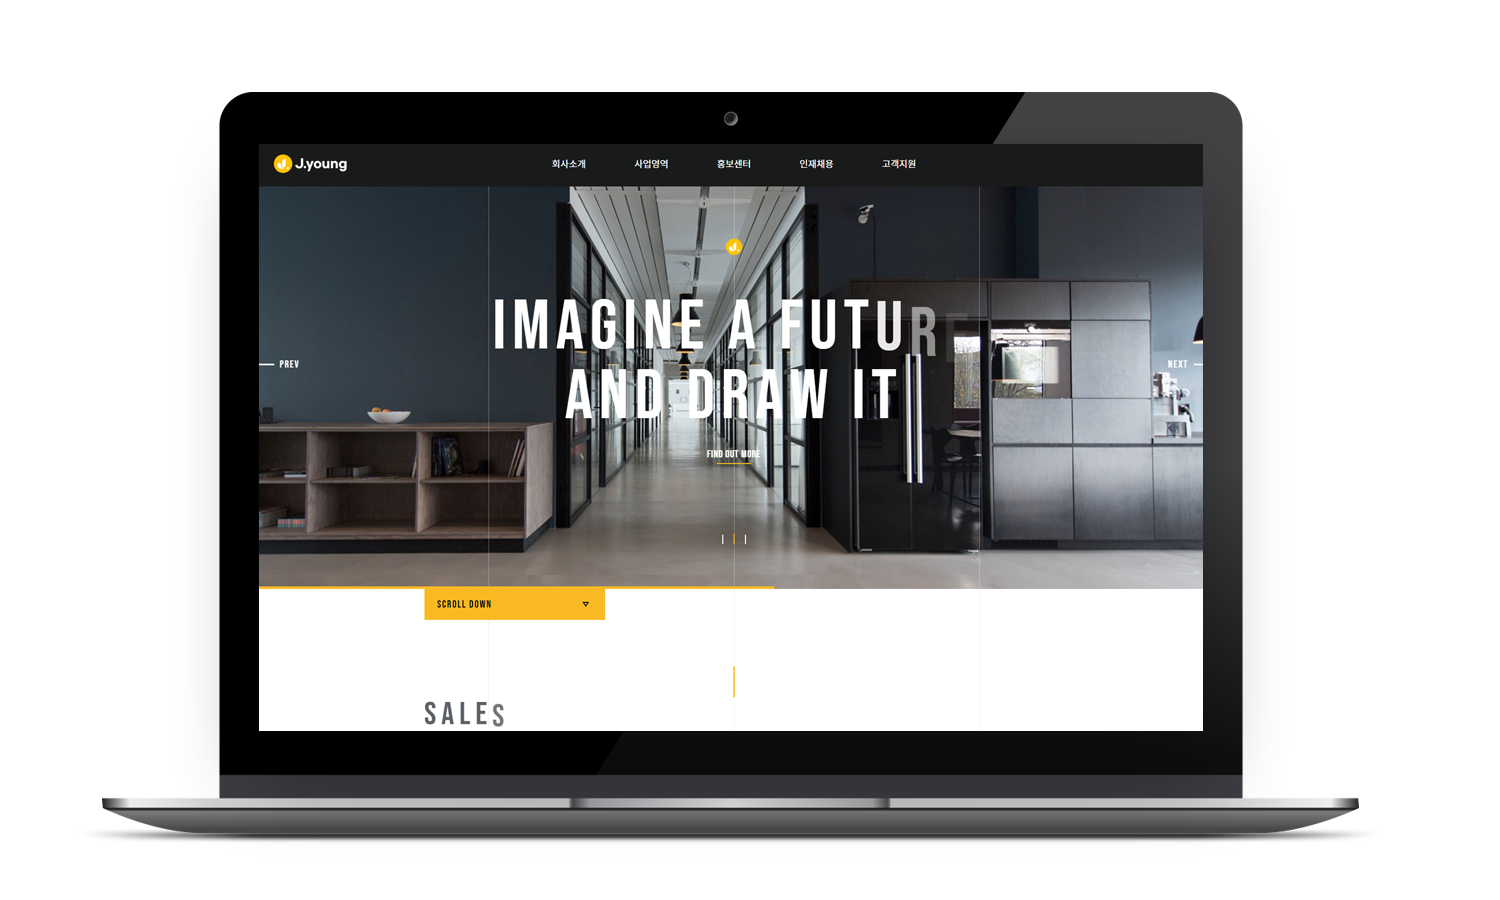 J.young
회사소개
사업영역
홍보센터
인재채용
고객지원
IMAGINE A FUTURE
AND DRAW IT
PREV
NEXT
FIND OUT MORE
SCROLL DOWN
SALES